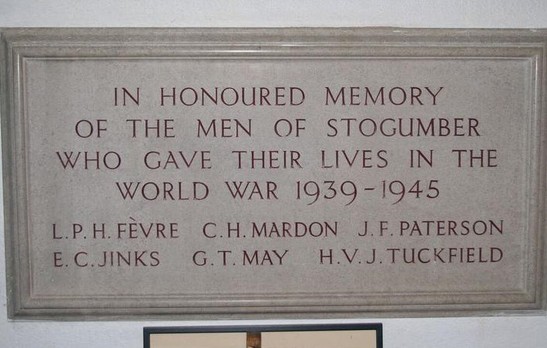 IN HONOURED MEMORY
OF THE MEN OF STOGUMBER
WHO GAVE THEIR LIVES IN THE
WORLD WAR 1939-1945
L.P.H. FÈVRE C.H. MARDON J.F. PATERSON
E.C. JINKS G.T. MAY H.V.J. TUCKFIELD